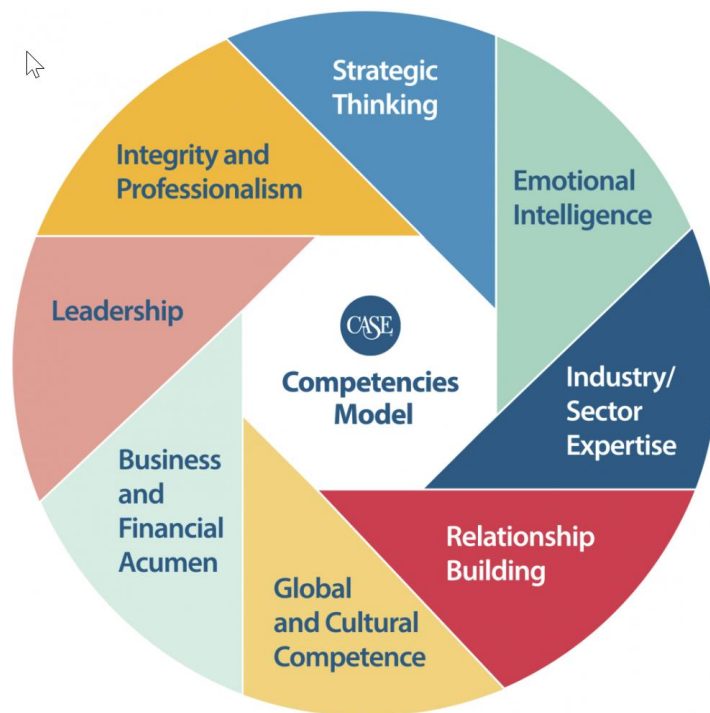 Strategic
Thinking
Emotional
Intelligence
Industry/
Sector
Expertise
Relationship
Building
Global
and Cultural
Competence
Business
and
Financial
Acumen
Leadership
Integrity and
Professionalism
CASE
Competencies
Model